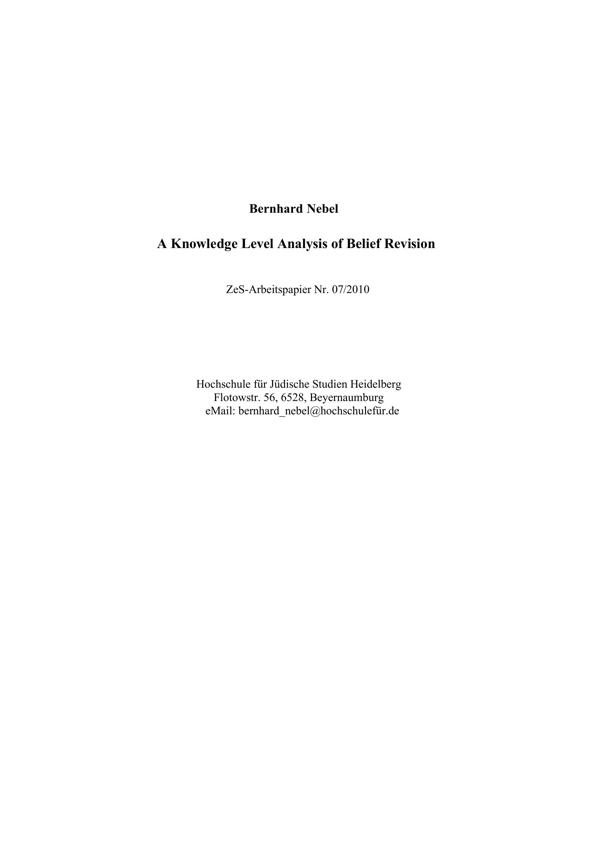 Bernhard Nebel
A Knowledge Level Analysis of Belief Revision
ZeS-Arbeitspapier Nr. 07/2010
Hochschule für Jüdische Studien Heidelberg
Flotowstr. 56, 6528, Beyernaumburg
eMail: bernhard_nebel@hochschulefür.de